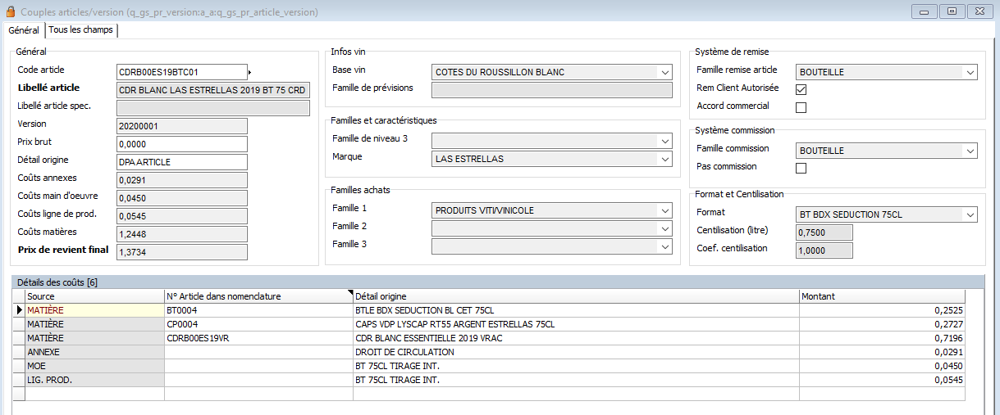 Couples articles/version (q_gs_pr_version:a_a:q_gs_pr_article_version)
Général Tous les champs
Général
Code article CDRB00ES19BTC01
Libellé article CDR BLANC LAS ESTRELLAS 2019 BT 75 CRD
Libellé article spec.
Version 20200001
Prix brut 0,0000
Détail origine DPA ARTICLE
Coûts annexes 0,0291
Coûts main d'oeuvre 0,0450
Coûts ligne de prod. 0,0545
Coûts matières 1,2448
Prix de revient final 1,3734
Infos vin
Base vin COTES DU ROUSSILLON BLANC
Famille de prévisions
Familles et caractéristiques
Famille de niveau 3
Marque LAS ESTRELLAS
Familles achats
Famille 1 PRODUITS VITI/VINICOLE
Famille 2
Famille 3
Système de remise
Famille remise article BOUTEILLE
Rem Client Autorisée
Accord commercial
Système commission
Famille commission BOUTEILLE
Pas commission
Format et Centilisation
Format BT BDX SEDUCTION 75CL
Centilisation (litre) 0,7500
Coef. centilisation 1,0000
Détails des coûts [6]
Source N° Article dans nomenclature Détail origine Montant
MATIÈRE BT0004 BTLE BDX SEDUCTION BL CET 75CL 0,2525
MATIÈRE CP0004 CAPS VDP LYSCAP RT55 ARGENT ESTRELLAS 75CL 0,2727
MATIÈRE CDRB00ES19VR CDR BLANC ESSENTIELLE 2019 VRAC 0,7196
ANNEXE DROIT DE CIRCULATION 0,0291
MOE BT 75CL TIRAGE INT. 0,0450
LIG. PROD. BT 75CL TIRAGE INT. 0,0545